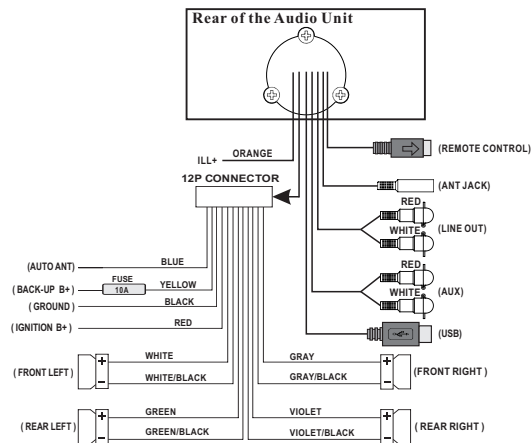 Rear of the Audio Unit
ILL+ ORANGE
12P CONNECTOR
(REMOTE CONTROL)
(ANT JACK)
RED
WHITE
(LINE OUT)
RED
WHITE
(AUX)
(USB)
(AUTO ANT) BLUE
( BACK-UP B+) FUSE 10A YELLOW
( GROUND ) BLACK
( IGNITION B+) RED
( FRONT LEFT ) + − WHITE
WHITE/BLACK
GRAY
GRAY/BLACK
+ − (FRONT RIGHT )
( REAR LEFT ) + − GREEN
GREEN/BLACK
VIOLET
VIOLET/BLACK
+ − ( REAR RIGHT )